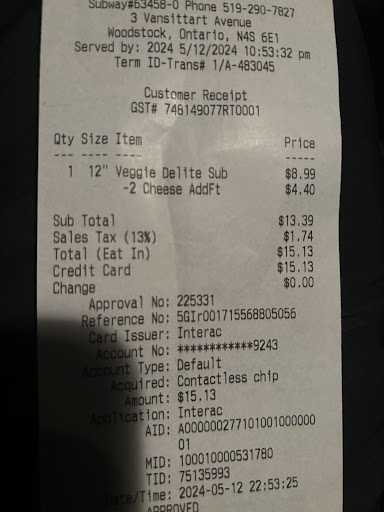 Subway#63458-0 Phone 519-290-7827
3 Vansittart Avenue
Woodstock, Ontario, N4S 6E1
Served by: 2024 5/12/2024 10:53:32 pm
Term ID-Trans# 1/A-483045
Customer Receipt
GST# 746149077RT0001
Qty Size Item Price
--- ---- ---- -----
1 12" Veggie Delite Sub $8.99
-2 Cheese AddFt $4.40
Sub Total $13.39
Sales Tax (13%) $1.74
Total (Eat In) $15.13
Credit Card $15.13
Change $0.00
Approval No: 225331
Reference No: 5GIr001715568805056
Card Issuer: Interac
Account No: ************9243
Account Type: Default
Acquired: Contactless chip
Amount: $15.13
Application: Interac
AID: A000000277101001000000
01
MID: 100010000531780
TID: 75135993
Date/Time: 2024-05-12 22:53:25
APPROVED